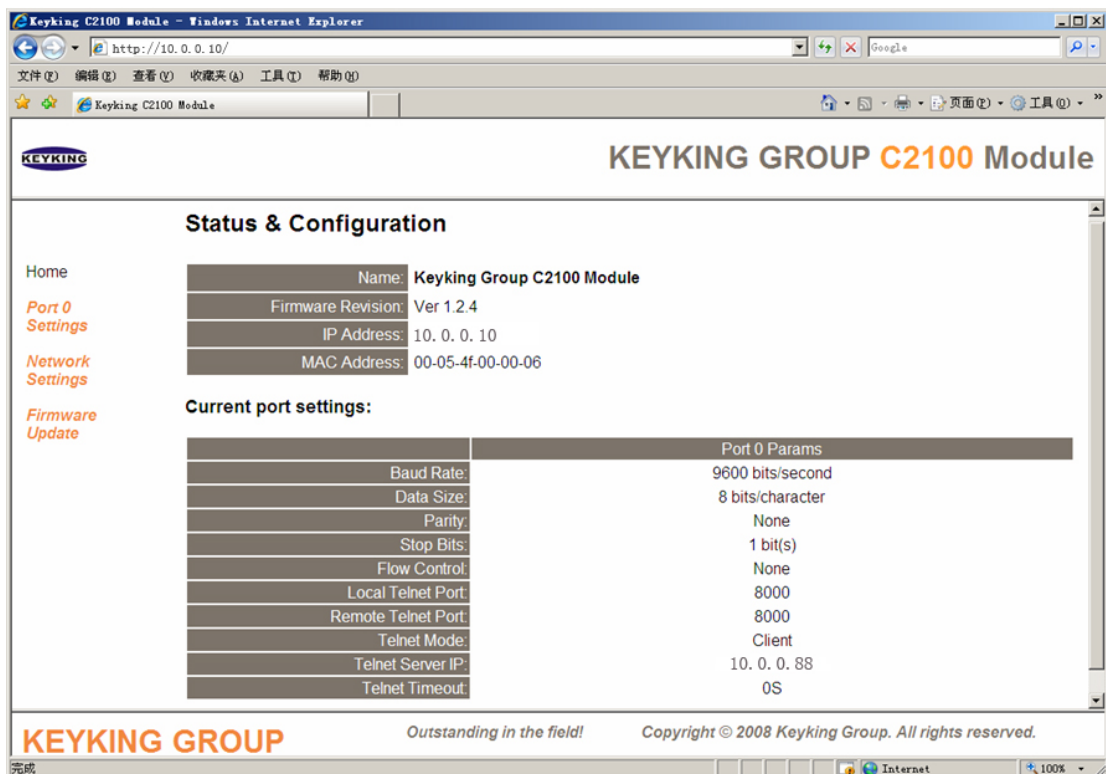 Keyking C2100 Module - Windows Internet Explorer
http://10.0.0.10/
Google
文件(F) 编辑(E) 查看(V) 收藏夹(A) 工具(T) 帮助(H)
Keyking C2100 Module
页面(P) 工具(O) »
KEYKING
KEYKING GROUP C2100 Module
Status & Configuration
Home
Port 0
Settings
Network
Settings
Firmware
Update
Name: Keyking Group C2100 Module
Firmware Revision: Ver 1.2.4
IP Address: 10. 0. 0. 10
MAC Address: 00-05-4f-00-00-06
Current port settings:
Port 0 Params
Baud Rate: 9600 bits/second
Data Size: 8 bits/character
Parity: None
Stop Bits: 1 bit(s)
Flow Control: None
Local Telnet Port: 8000
Remote Telnet Port: 8000
Telnet Mode: Client
Telnet Server IP: 10. 0. 0. 88
Telnet Timeout: 0S
KEYKING GROUP
Outstanding in the field!
Copyright © 2008 Keyking Group. All rights reserved.
完成
Internet
100%